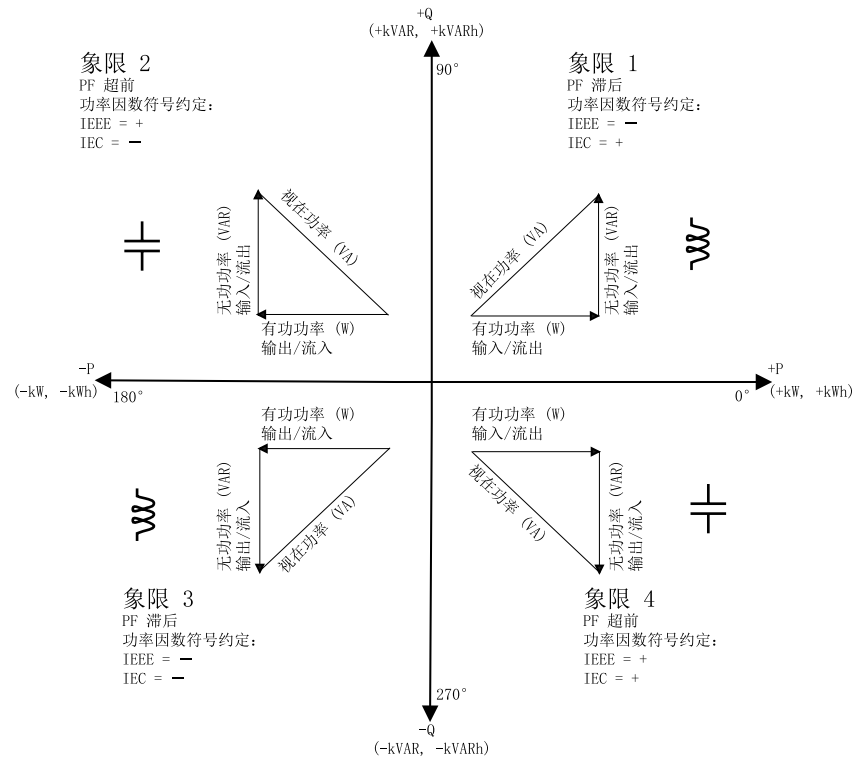 +Q
(+kVAR, +kVARh)
90°
象限 2
PF 超前
功率因数符号约定:
IEEE = +
IEC = −
象限 1
PF 滞后
功率因数符号约定:
IEEE = −
IEC = +
视在功率 (VA)
无功功率 (VAR)
输入/流出
有功功率 (W)
输出/流入
视在功率 (VA)
无功功率 (VAR)
输入/流出
有功功率 (W)
输入/流出
−P
(−kW, −kWh)
180°
+P
(+kW, +kWh)
0°
有功功率 (W)
输出/流入
无功功率 (VAR)
输出/流入
视在功率 (VA)
有功功率 (W)
输入/流出
视在功率 (VA)
无功功率 (VAR)
输出/流入
象限 3
PF 滞后
功率因数符号约定:
IEEE = −
IEC = −
象限 4
PF 超前
功率因数符号约定:
IEEE = +
IEC = +
270°
−Q
(−kVAR, −kVARh)